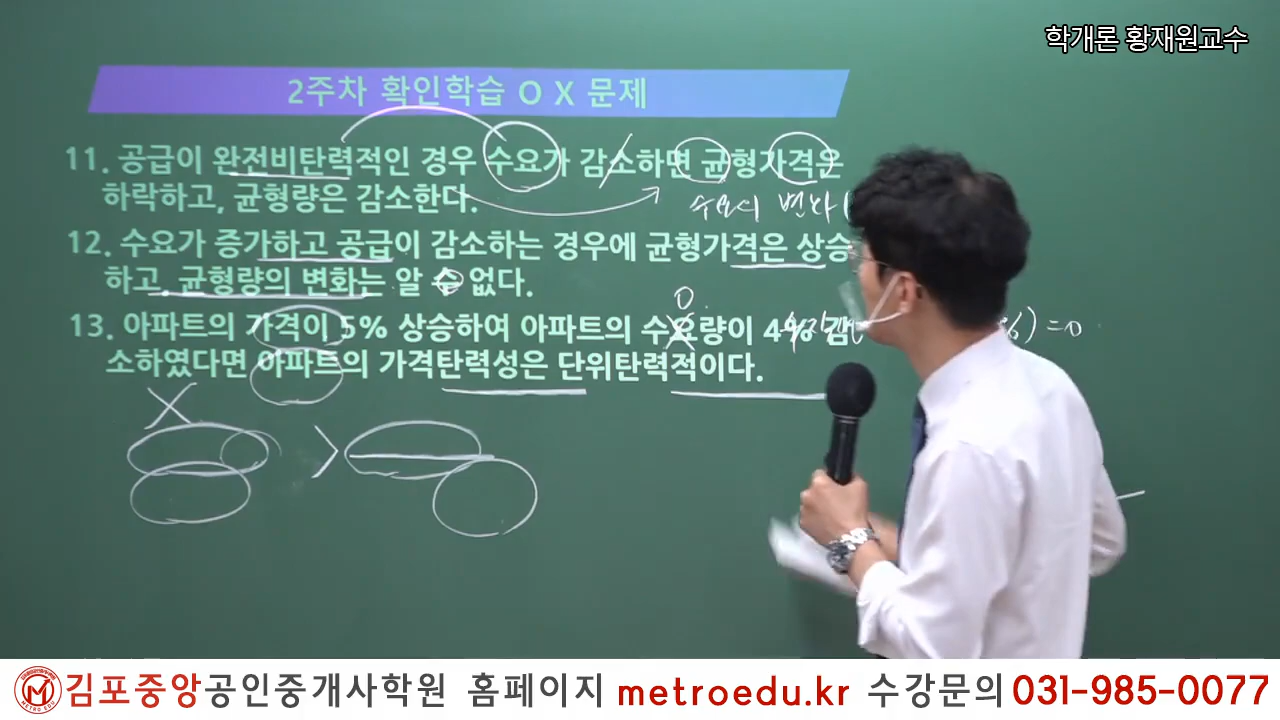 학개론 황재원교수
2주차 확인학습 O X 문제
11. 공급이 완전비탄력적인 경우 수요가 감소하면 균형가격은
하락하고, 균형량은 감소한다.
수요의 변화
12. 수요가 증가하고 공급이 감소하는 경우에 균형가격은 상승
하고, 균형량의 변화는 알 수 없다.
13. 아파트의 가격이 5% 상승하여 아파트의 수요량이 4% 감
=0
소하였다면 아파트의 가격탄력성은 단위탄력적이다.
METRO EDU
김포중앙공인중개사학원 홈페이지 metroedu.kr 수강문의 031-985-0077